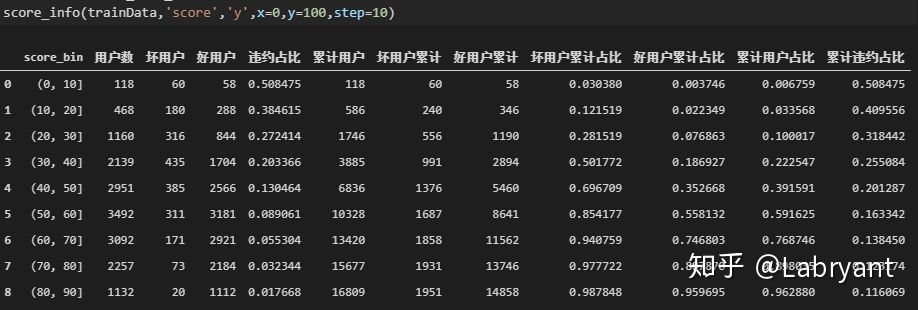 score_info(trainData,'score','y',x=0,y=100,step=10)
score_bin 用户数 坏用户 好用户 违约占比 累计用户 坏用户累计 好用户累计 坏用户累计占比 好用户累计占比 累计用户占比 累计违约占比
0 (0, 10] 118 60 58 0.508475 118 60 58 0.030380 0.003746 0.006759 0.508475
1 (10, 20] 468 180 288 0.384615 586 240 346 0.121519 0.022349 0.033568 0.409556
2 (20, 30] 1160 316 844 0.272414 1746 556 1190 0.281519 0.076863 0.100017 0.318442
3 (30, 40] 2139 435 1704 0.203366 3885 991 2894 0.501772 0.186927 0.222547 0.255084
4 (40, 50] 2951 385 2566 0.130464 6836 1376 5460 0.696709 0.352668 0.391591 0.201287
5 (50, 60] 3492 311 3181 0.089061 10328 1687 8641 0.854177 0.558132 0.591625 0.163342
6 (60, 70] 3092 171 2921 0.055304 13420 1858 11562 0.940759 0.746803 0.768746 0.138450
7 (70, 80] 2257 73 2184 0.032344 15677 1931 13746 0.977722
知乎 @Labryant
8 (80, 90] 1132 20 1112 0.017668 16809 1951 14858 0.987848 0.959695 0.962880 0.116069